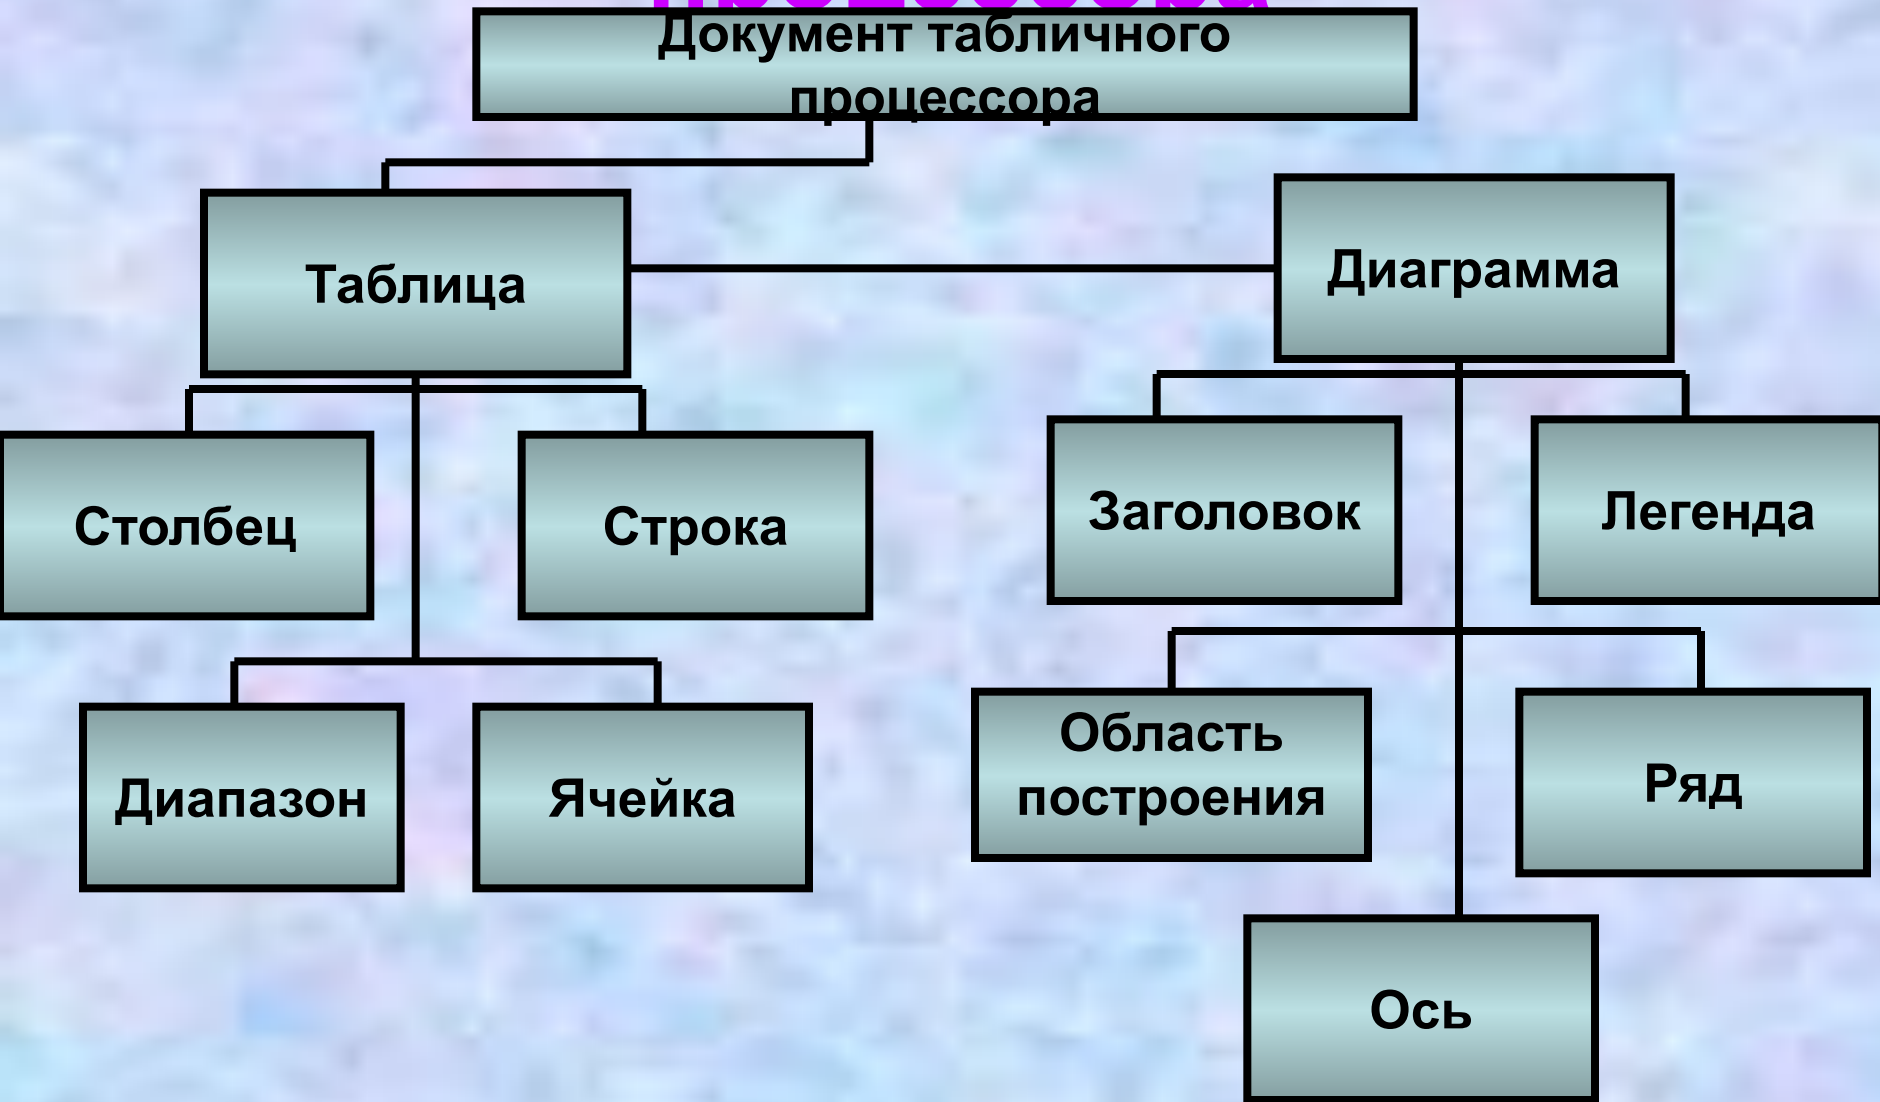 Документ табличного
процессора
Таблица
Диаграмма
Столбец
Строка
Заголовок
Легенда
Диапазон
Ячейка
Область
построения
Ряд
Ось